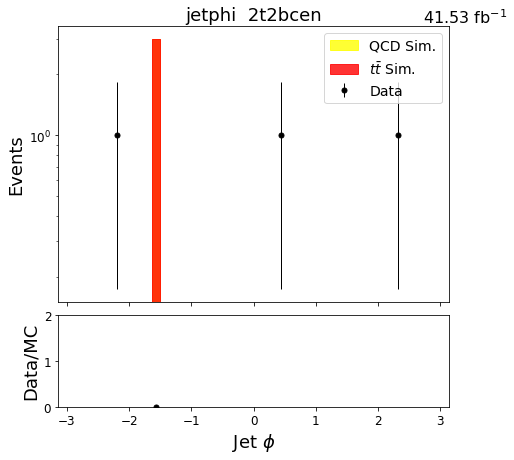 jetphi 2t2bcen
41.53 fb⁻¹
QCD Sim.
tt̄ Sim.
Data
Events
10⁰
Data/MC
2
1
0
−3 −2 −1 0 1 2 3
Jet ϕ